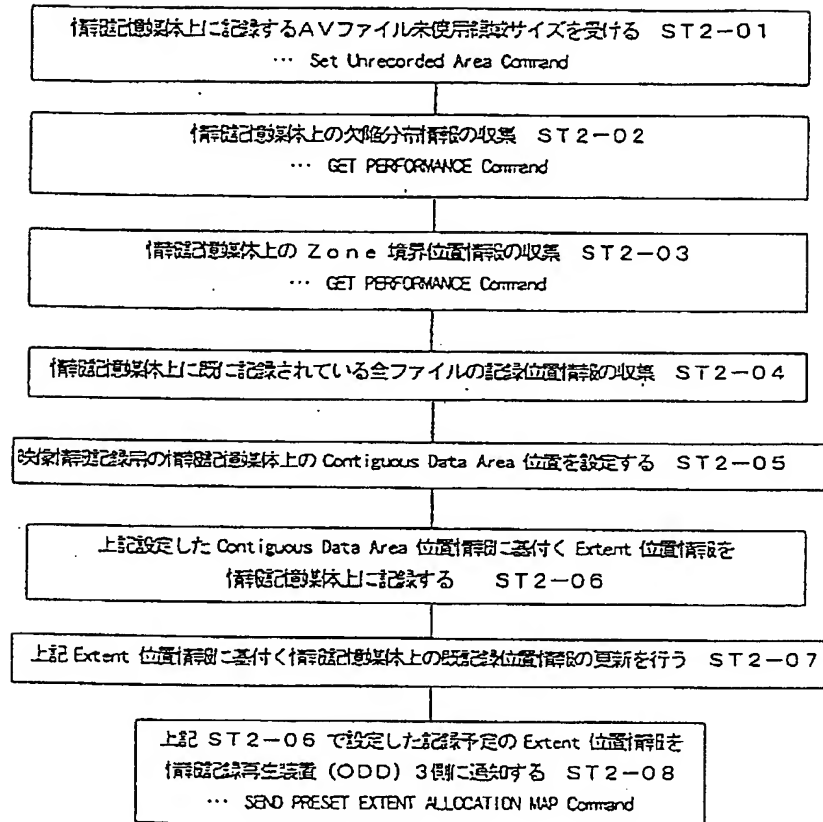 情報記憶媒体上に記録するAVファイル未使用領域サイズを受ける ST2-01
… Set Unrecorded Area Command
情報記憶媒体上の欠陥分布情報の収集 ST2-02
… GET PERFORMANCE Command
情報記憶媒体上の Zone 境界位置情報の収集 ST2-03
… GET PERFORMANCE Command
情報記憶媒体上に既に記録されている全ファイルの記録位置情報の収集 ST2-04
映像情報記録用の情報記憶媒体上の Contiguous Data Area 位置を設定する ST2-05
上記設定した Contiguous Data Area 位置情報に基付く Extent 位置情報を
情報記憶媒体上に記録する ST2-06
上記 Extent 位置情報に基付く情報記憶媒体上の既記録位置情報の更新を行う ST2-07
上記 ST2-06 で設定した記録予定の Extent 位置情報を
情報記録再生装置 (ODD) 3側に通知する ST2-08
… SEND PRESET EXTENT ALLOCATION MAP Command